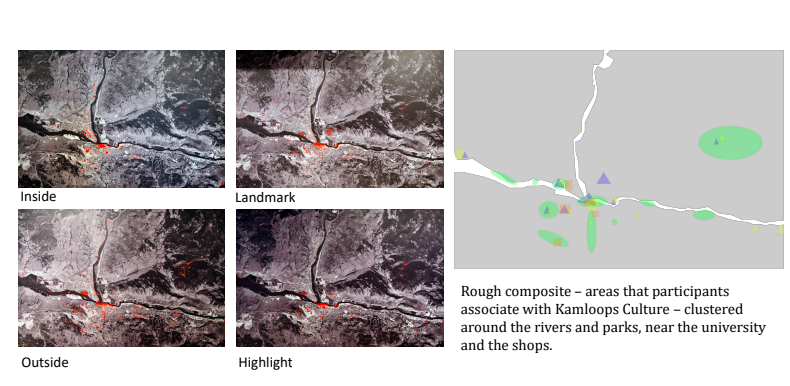 Inside
Landmark
Outside
Highlight
Rough composite – areas that participants
associate with Kamloops Culture – clustered
around the rivers and parks, near the university
and the shops.